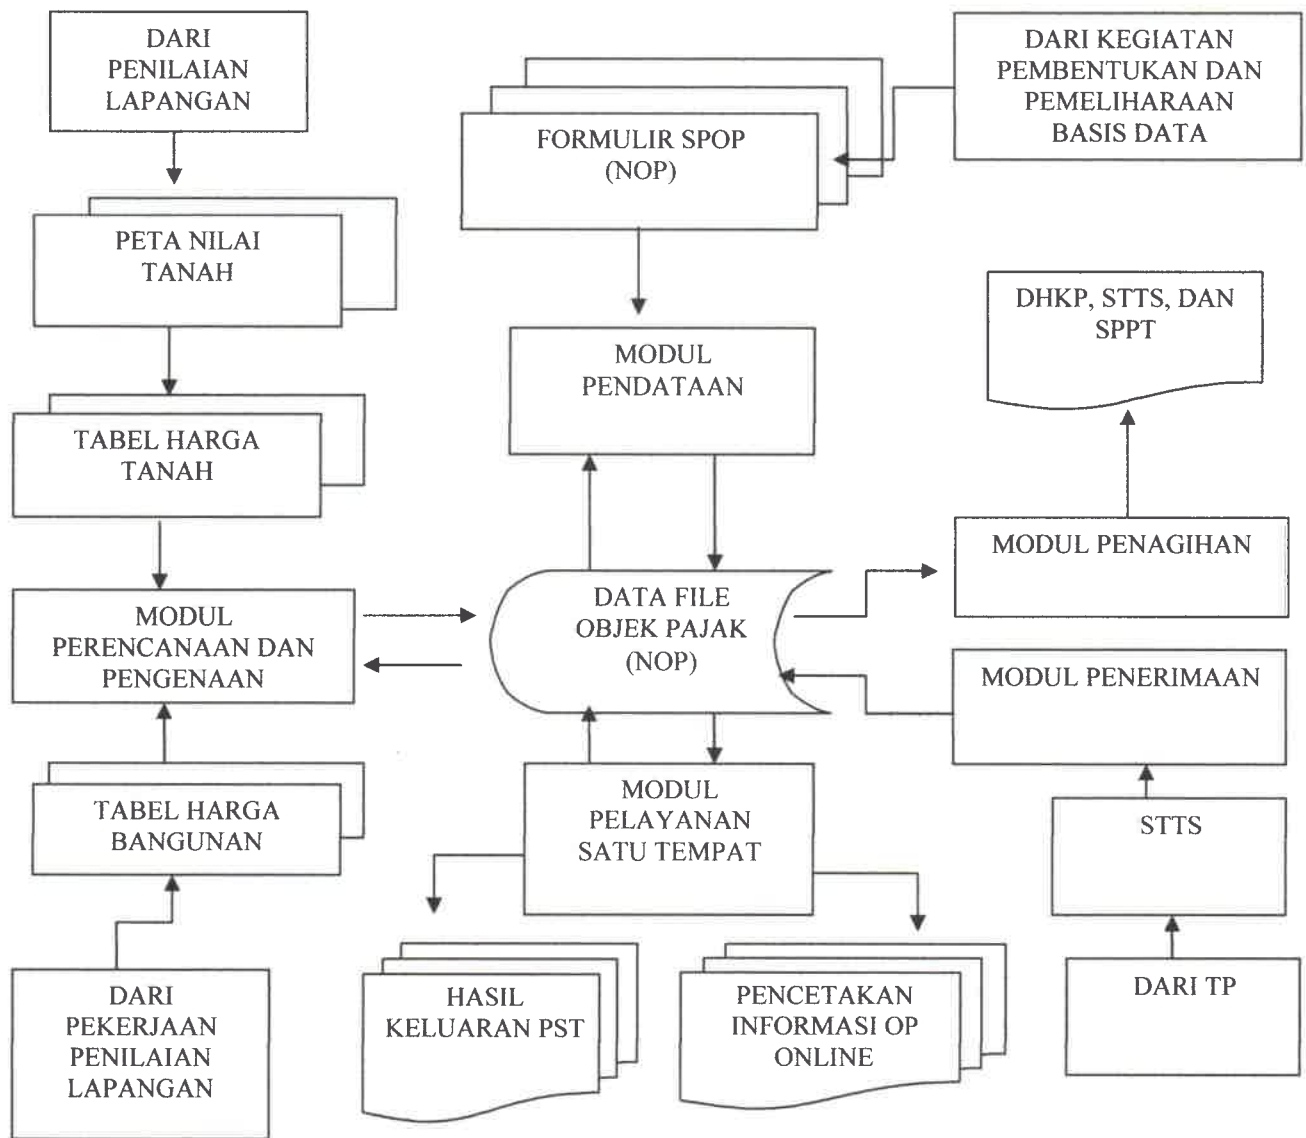 DARI
PENILAIAN
LAPANGAN
DARI KEGIATAN
PEMBENTUKAN DAN
PEMELIHARAAN
BASIS DATA
FORMULIR SPOP
(NOP)
PETA NILAI
TANAH
DHKP, STTS, DAN
SPPT
MODUL
PENDATAAN
TABEL HARGA
TANAH
MODUL PENAGIHAN
DATA FILE
OBJEK PAJAK
(NOP)
MODUL
PERENCANAAN DAN
PENGENAAN
MODUL PENERIMAAN
MODUL
PELAYANAN
SATU TEMPAT
TABEL HARGA
BANGUNAN
STTS
DARI
PEKERJAAN
PENILAIAN
LAPANGAN
HASIL
KELUARAN PST
PENCETAKAN
INFORMASI OP
ONLINE
DARI TP